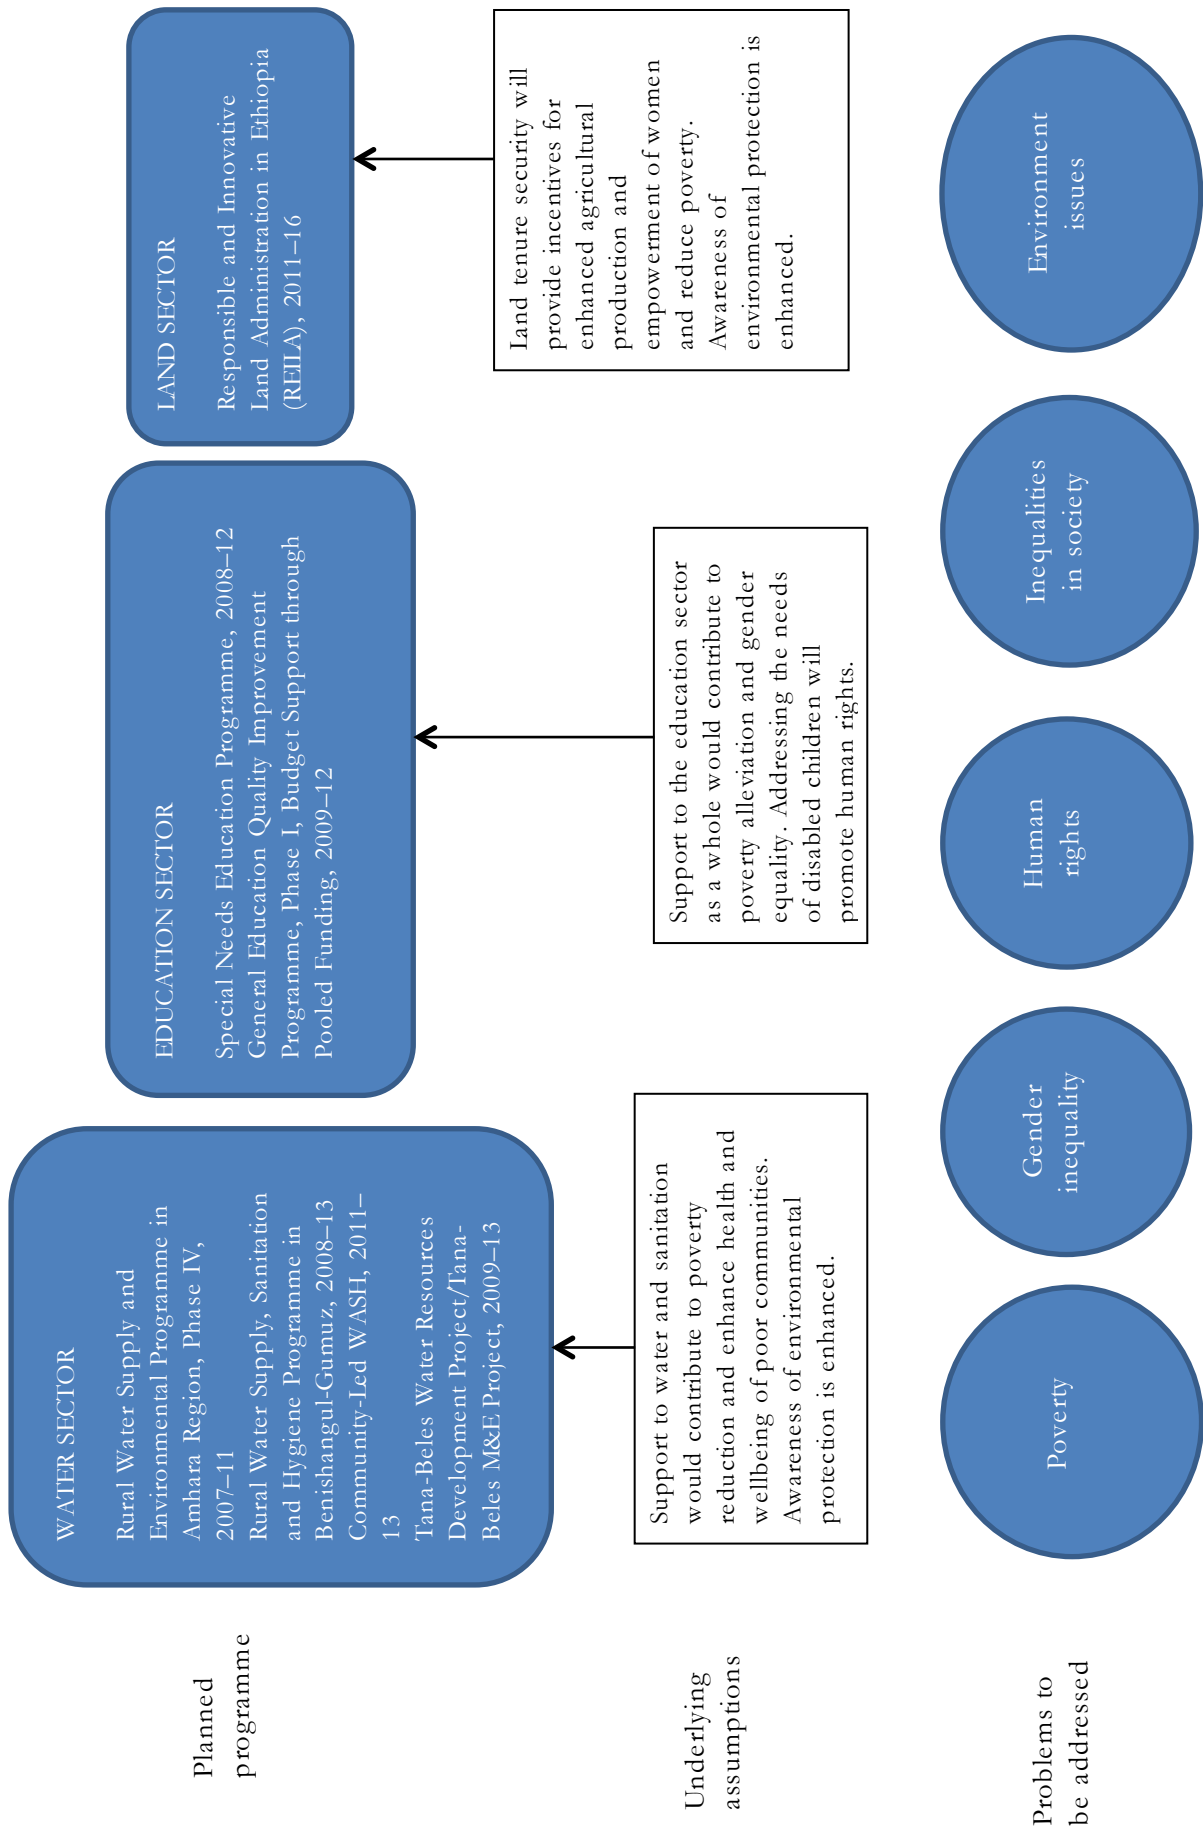 Planned
programme
WATER SECTOR
Rural Water Supply and
Environmental Programme in
Amhara Region, Phase IV,
2007–11
Rural Water Supply, Sanitation
and Hygiene Programme in
Benishangul-Gumuz, 2008–13
Community-Led WASH, 2011–
13
Tana-Beles Water Resources
Development Project/Tana-
Beles M&E Project, 2009–13
EDUCATION SECTOR
Special Needs Education Programme, 2008–12
General Education Quality Improvement
Programme, Phase I, Budget Support through
Pooled Funding, 2009–12
LAND SECTOR
Responsible and Innovative
Land Administration in Ethiopia
(REILA), 2011–16
Underlying
assumptions
Support to water and sanitation
would contribute to poverty
reduction and enhance health and
wellbeing of poor communities.
Awareness of environmental
protection is enhanced.
Support to the education sector
as a whole would contribute to
poverty alleviation and gender
equality. Addressing the needs
of disabled children will
promote human rights.
Land tenure security will
provide incentives for
enhanced agricultural
production and
empowerment of women
and reduce poverty.
Awareness of
environmental protection is
enhanced.
Problems to
be addressed
Poverty
Gender
inequality
Human
rights
Inequalities
in society
Environment
issues